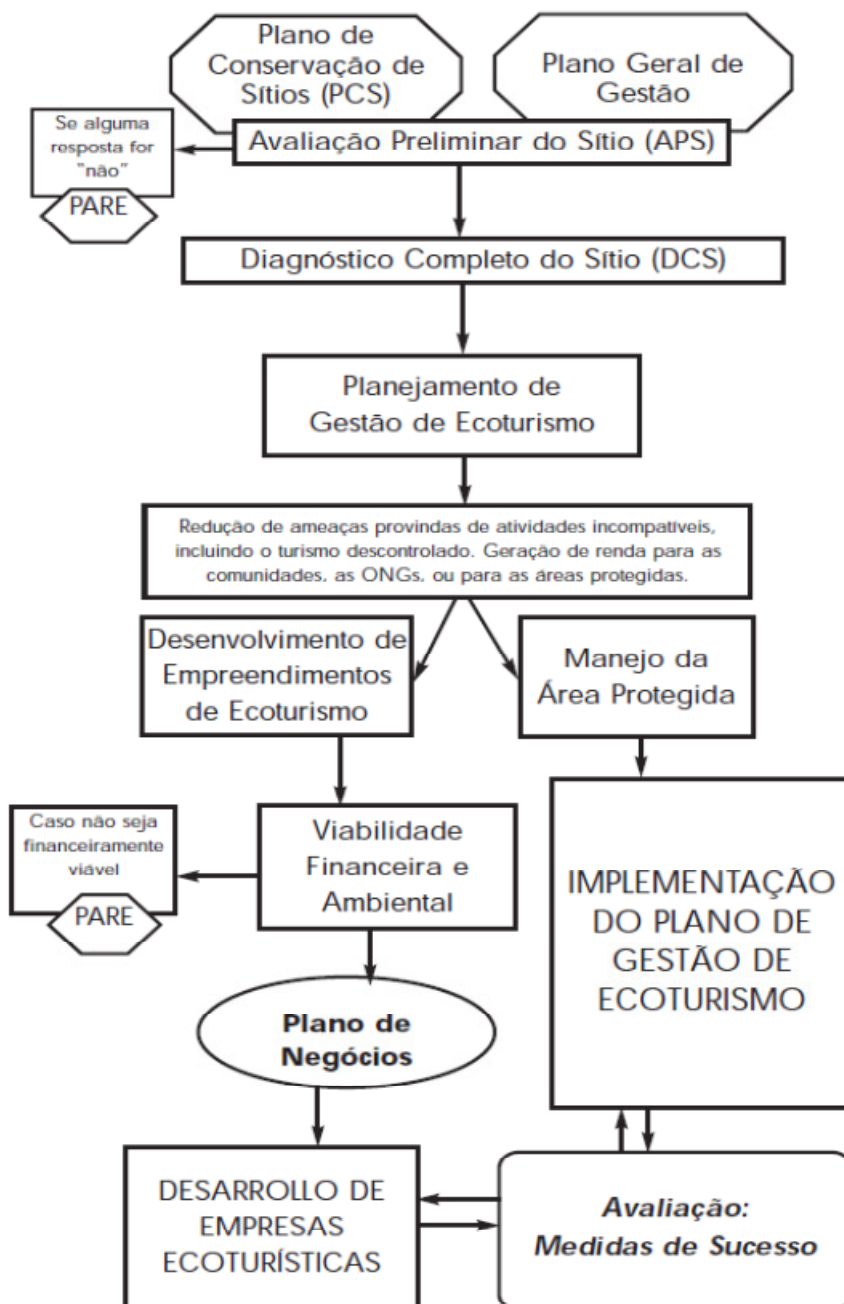 Plano de
Conservação de
Sítios (PCS)
Plano Geral de
Gestão
Se alguma
resposta for
"não"
PARE
Avaliação Preliminar do Sítio (APS)
Diagnóstico Completo do Sítio (DCS)
Planejamento de
Gestão de Ecoturismo
Redução de ameaças provindas de atividades incompatíveis,
incluindo o turismo descontrolado. Geração de renda para as
comunidades, as ONGs, ou para as áreas protegidas.
Desenvolvimento de
Empreendimentos
de Ecoturismo
Manejo da
Área Protegida
Caso não seja
financeiramente
viável
PARE
Viabilidade
Financeira e
Ambiental
IMPLEMENTAÇÃO
DO PLANO DE
GESTÃO DE
ECOTURISMO
Plano de
Negócios
DESARROLLO DE
EMPRESAS
ECOTURÍSTICAS
Avaliação:
Medidas de Sucesso